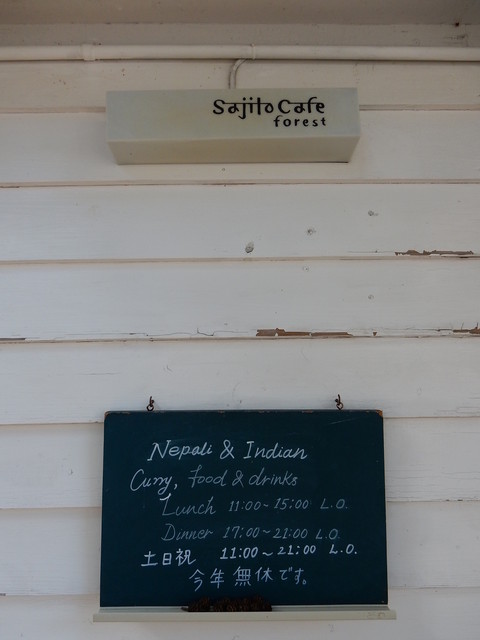 Sajilo Cafe
forest
Nepali & Indian
Curry, food & drinks
Lunch 11:00~15:00 L.O.
Dinner 17:00~21:00 L.O.
土日祝 11:00~21:00 L.O.
今年無休です。